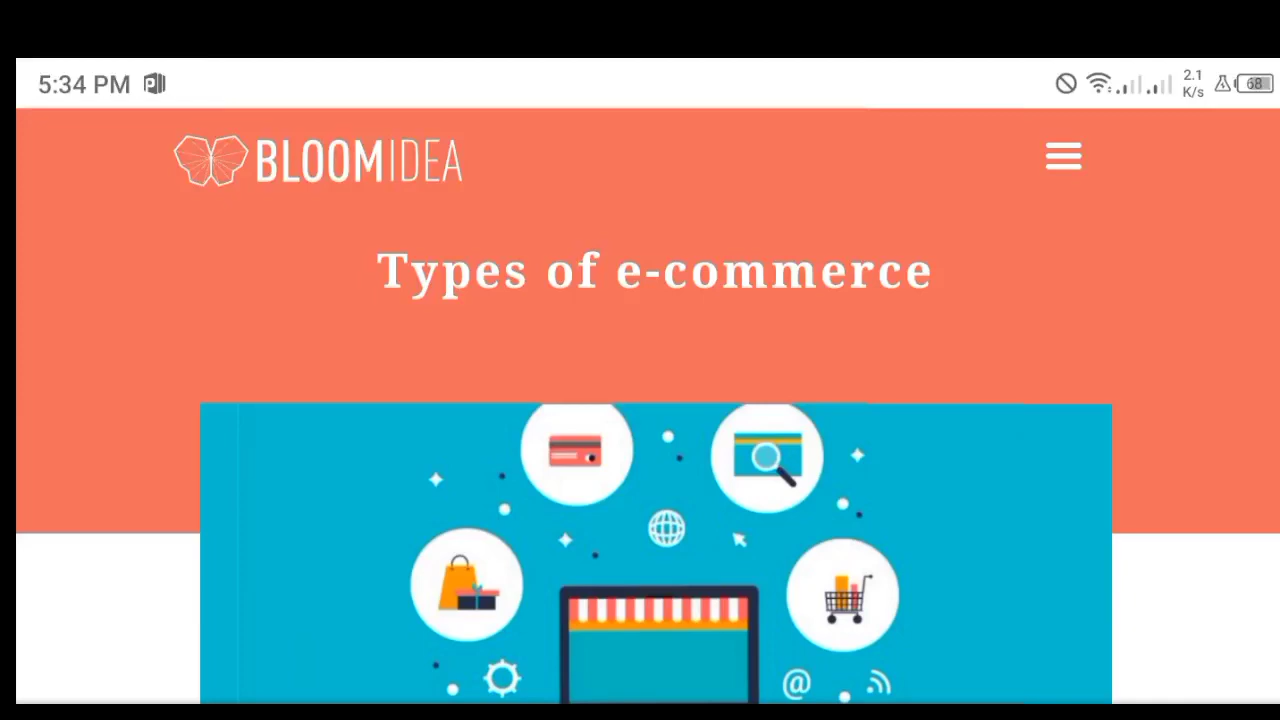 5:34 PM
2.1
K/s
68
BLOOMIDEA
Types of e-commerce
@